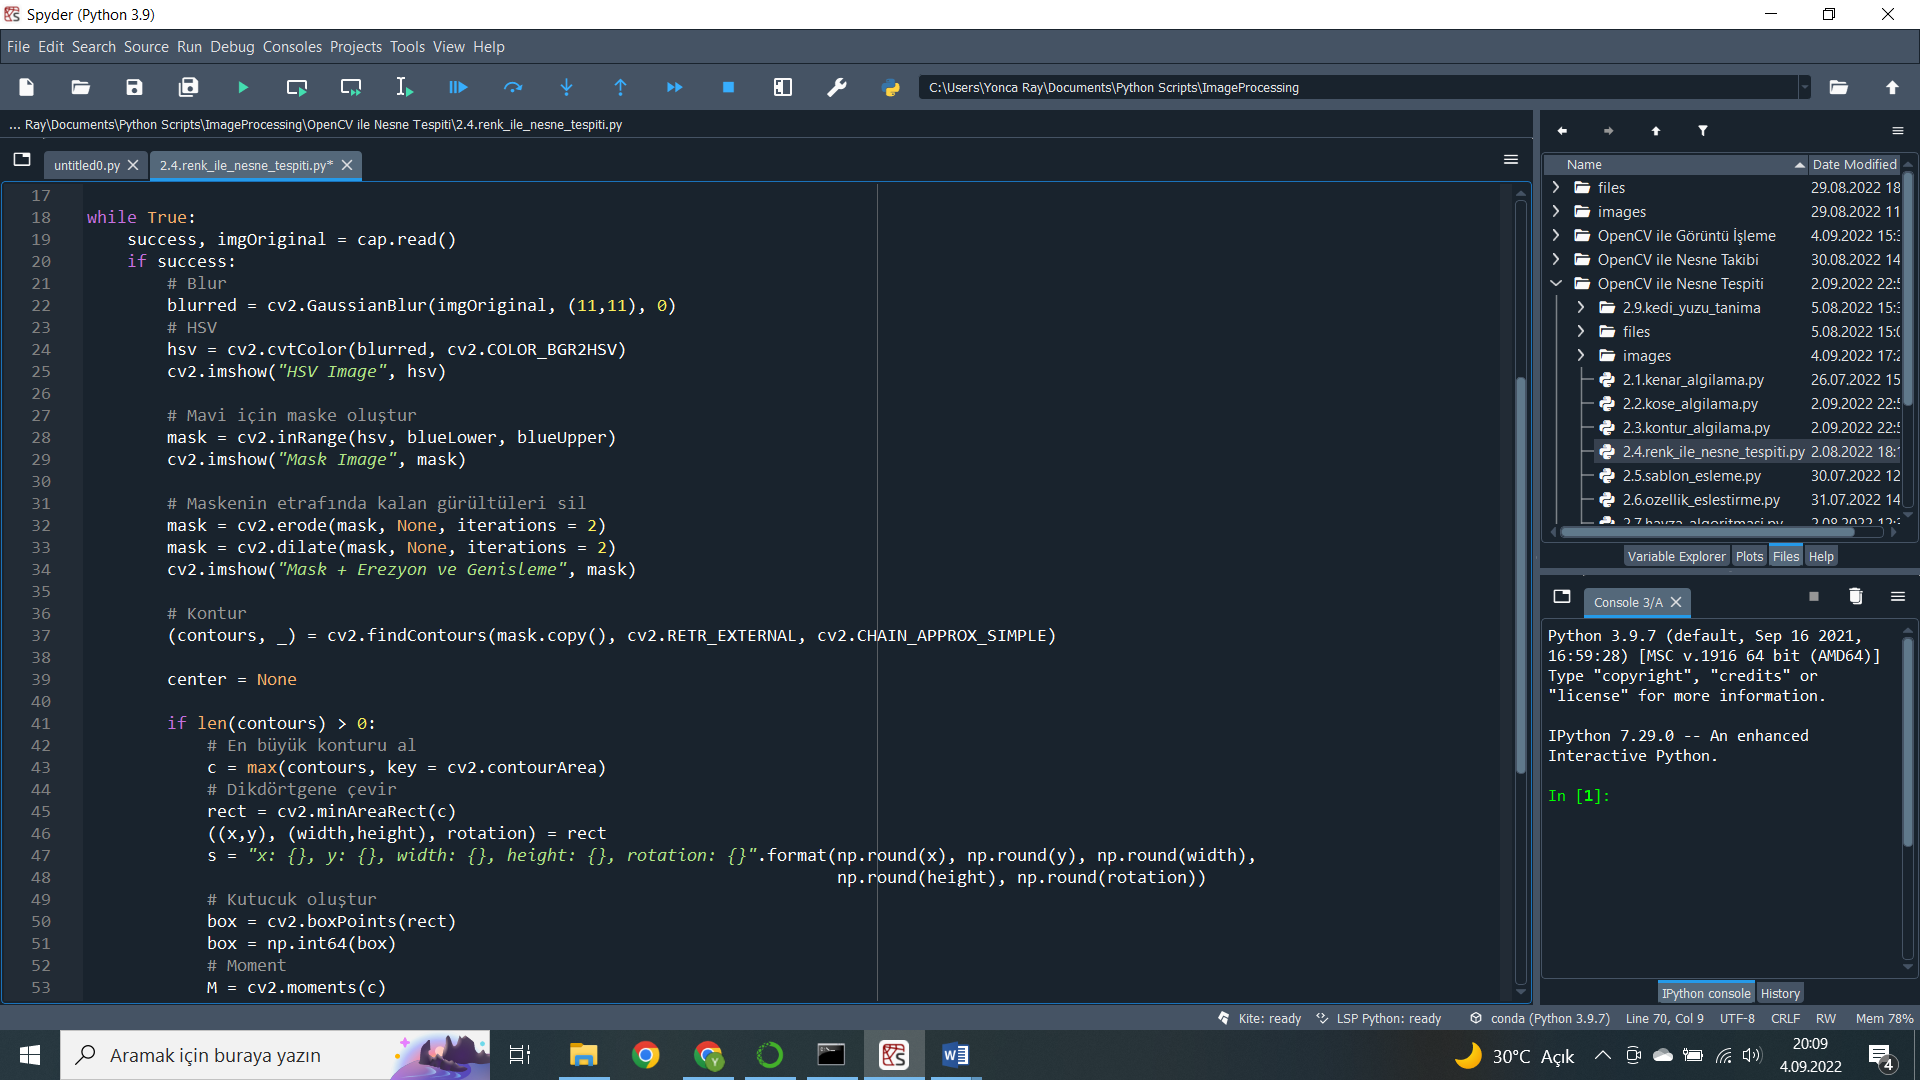 Spyder (Python 3.9)
File Edit Search Source Run Debug Consoles Projects Tools View Help
C:\Users\Yonca Ray\Documents\Python Scripts\ImageProcessing
... Ray\Documents\Python Scripts\ImageProcessing\OpenCV ile Nesne Tespiti\2.4.renk_ile_nesne_tespiti.py
untitled0.py
2.4.renk_ile_nesne_tespiti.py*
17
18 while True:
19 success, imgOriginal = cap.read()
20 if success:
21 # Blur
22 blurred = cv2.GaussianBlur(imgOriginal, (11,11), 0)
23 # HSV
24 hsv = cv2.cvtColor(blurred, cv2.COLOR_BGR2HSV)
25 cv2.imshow("HSV Image", hsv)
26
27 # Mavi için maske oluştur
28 mask = cv2.inRange(hsv, blueLower, blueUpper)
29 cv2.imshow("Mask Image", mask)
30
31 # Maskenin etrafında kalan gürültüleri sil
32 mask = cv2.erode(mask, None, iterations = 2)
33 mask = cv2.dilate(mask, None, iterations = 2)
34 cv2.imshow("Mask + Erezyon ve Genisleme", mask)
35
36 # Kontur
37 (contours, _) = cv2.findContours(mask.copy(), cv2.RETR_EXTERNAL, cv2.CHAIN_APPROX_SIMPLE)
38
39 center = None
40
41 if len(contours) > 0:
42 # En büyük konturu al
43 c = max(contours, key = cv2.contourArea)
44 # Dikdörtgene çevir
45 rect = cv2.minAreaRect(c)
46 ((x,y), (width,height), rotation) = rect
47 s = "x: {}, y: {}, width: {}, height: {}, rotation: {}".format(np.round(x), np.round(y), np.round(width),
48 np.round(height), np.round(rotation))
49 # Kutucuk oluştur
50 box = cv2.boxPoints(rect)
51 box = np.int64(box)
52 # Moment
53 M = cv2.moments(c)
Name Date Modified
files 29.08.2022 18
images 29.08.2022 11
OpenCV ile Görüntü İşleme 4.09.2022 15:
OpenCV ile Nesne Takibi 30.08.2022 14
OpenCV ile Nesne Tespiti 2.09.2022 22:
2.9.kedi_yuzu_tanima 5.08.2022 15:
files 5.08.2022 15:
images 4.09.2022 17:
2.1.kenar_algilama.py 26.07.2022 15
2.2.kose_algilama.py 2.09.2022 22:
2.3.kontur_algilama.py 2.09.2022 22:
2.4.renk_ile_nesne_tespiti.py 2.08.2022 18:
2.5.sablon_esleme.py 30.07.2022 12
2.6.ozellik_eslestirme.py 31.07.2022 14
Variable Explorer Plots Files Help
Console 3/A
Python 3.9.7 (default, Sep 16 2021,
16:59:28) [MSC v.1916 64 bit (AMD64)]
Type "copyright", "credits" or
"license" for more information.
IPython 7.29.0 -- An enhanced
Interactive Python.
In [1]:
IPython console History
Kite: ready LSP Python: ready conda (Python 3.9.7) Line 70, Col 9 UTF-8 CRLF RW Mem 78%
Aramak için buraya yazın
30°C Açık
20:09
4.09.2022
4